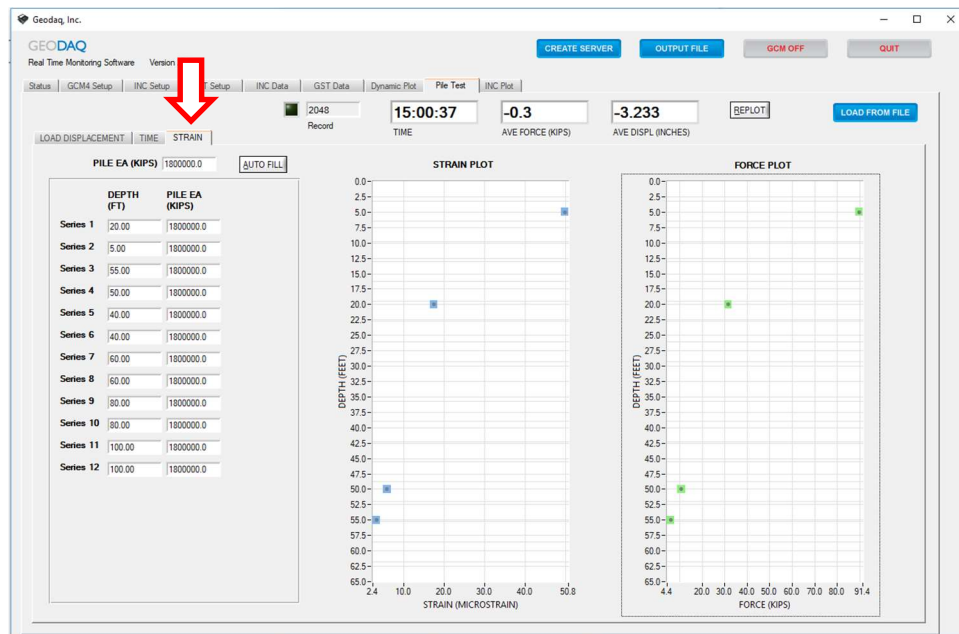 Geodaq, Inc.
GEODAQ
CREATE SERVER OUTPUT FILE GCM OFF QUIT
Real Time Monitoring Software Version
Status GCM4 Setup INC Setup Setup INC Data GST Data Dynamic Plot Pile Test INC Plot
2048 15:00:37 -0.3 -3.233 REPLOT LOAD FROM FILE
Record TIME AVE FORCE (KIPS) AVE DISPL (INCHES)
LOAD DISPLACEMENT TIME STRAIN
PILE EA (KIPS) 1800000.0 AUTO FILL
DEPTH (FT) PILE EA (KIPS)
Series 1 20.00 1800000.0
Series 2 5.00 1800000.0
Series 3 55.00 1800000.0
Series 4 50.00 1800000.0
Series 5 40.00 1800000.0
Series 6 40.00 1800000.0
Series 7 60.00 1800000.0
Series 8 60.00 1800000.0
Series 9 80.00 1800000.0
Series 10 80.00 1800000.0
Series 11 100.00 1800000.0
Series 12 100.00 1800000.0
STRAIN PLOT
DEPTH (FEET)
0.0
2.5
5.0
7.5
10.0
12.5
15.0
17.5
20.0
22.5
25.0
27.5
30.0
32.5
35.0
37.5
40.0
42.5
45.0
47.5
50.0
52.5
55.0
57.5
60.0
62.5
65.0
2.4 10.0 20.0 30.0 40.0 50.8
STRAIN (MICROSTRAIN)
FORCE PLOT
DEPTH (FEET)
0.0
2.5
5.0
7.5
10.0
12.5
15.0
17.5
20.0
22.5
25.0
27.5
30.0
32.5
35.0
37.5
40.0
42.5
45.0
47.5
50.0
52.5
55.0
57.5
60.0
62.5
65.0
4.4 20.0 30.0 40.0 50.0 60.0 70.0 80.0 91.4
FORCE (KIPS)